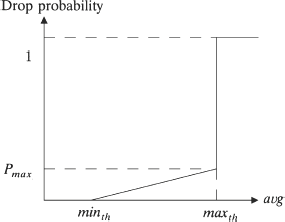 Drop probability
1
P_max
avg
min_th
max_th